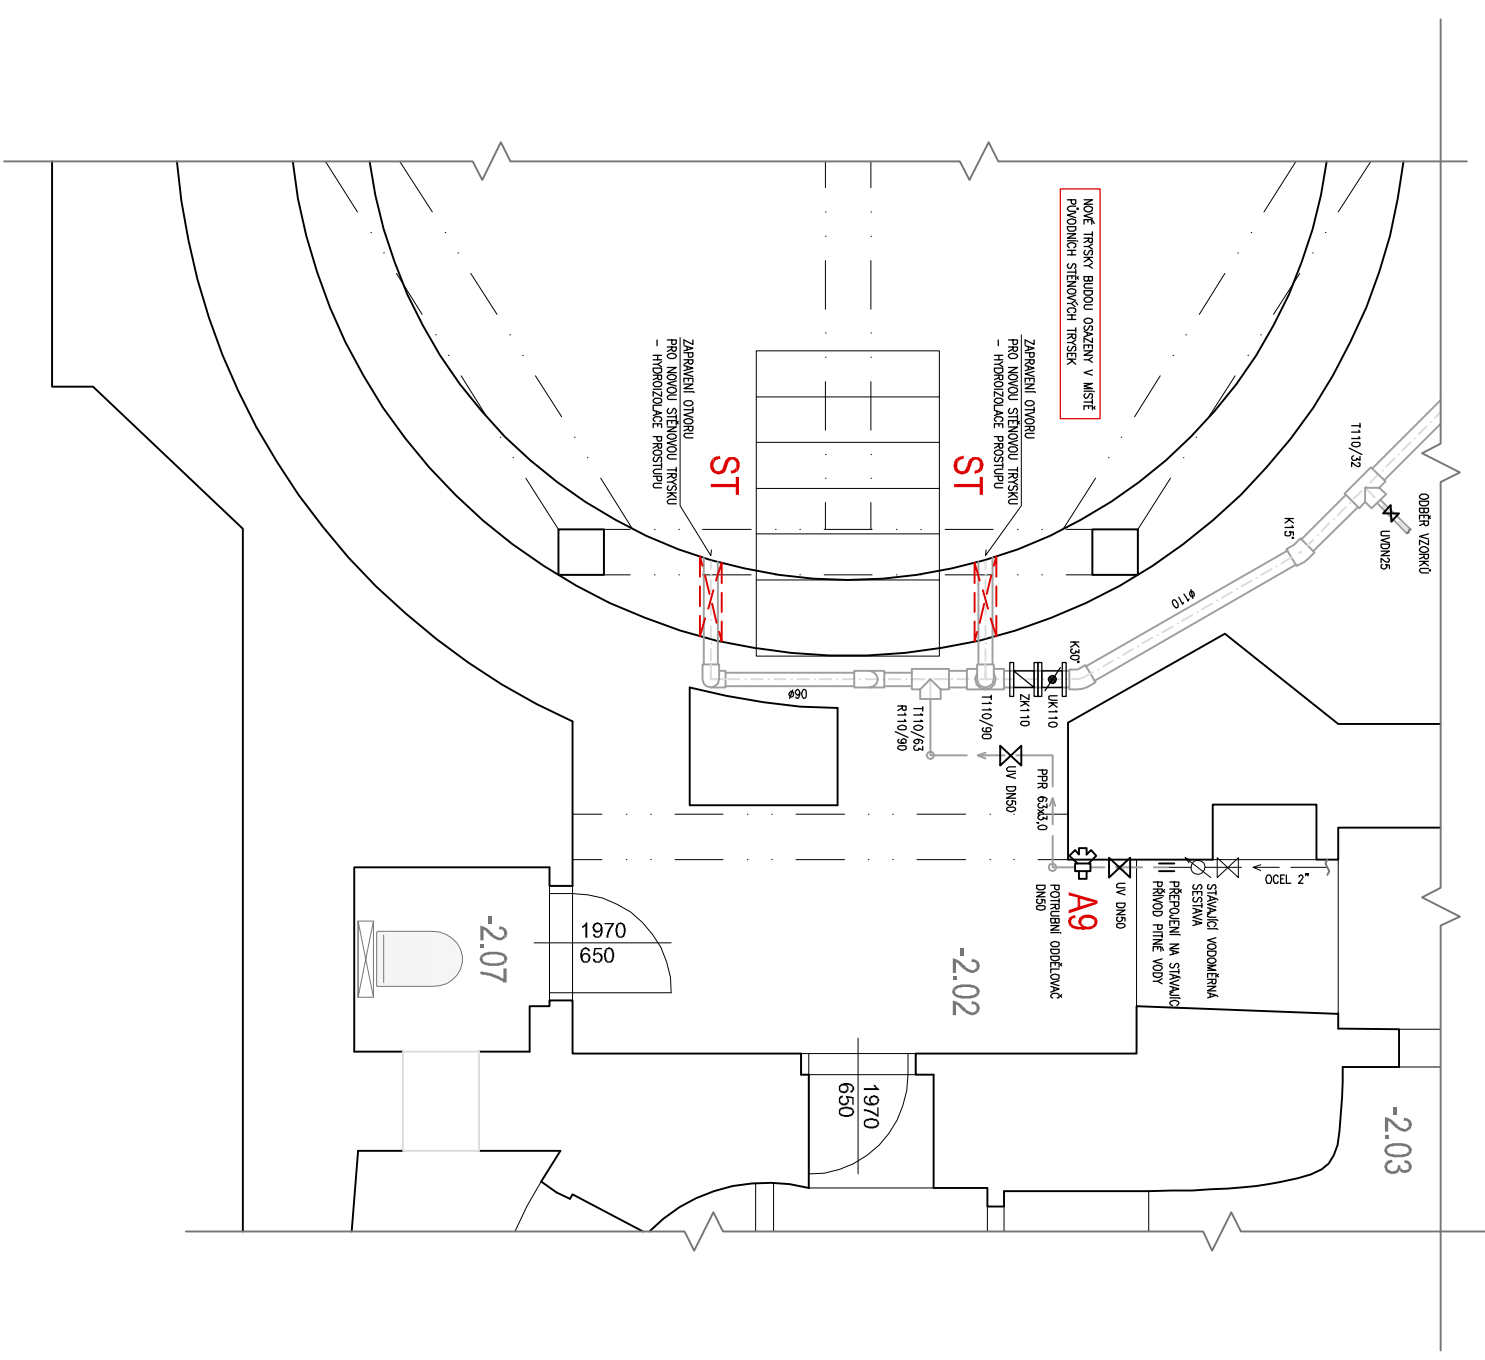 NOVÉ TRYSKY BUDOU OSAZENY V MÍSTĚ
PŮVODNÍCH STĚNOVÝCH TRYSEK
ZAPRAVENÍ OTVORU
PRO NOVOU STĚNOVOU TRYSKU
- HYDROIZOLACE PROSTUPU
ZAPRAVENÍ OTVORU
PRO NOVOU STĚNOVOU TRYSKU
- HYDROIZOLACE PROSTUPU
ST
ST
T110/32
ODBĚR VZORKŮ
UVDN25
K15°
ø110
K30°
UK110
ZK110
T110/90
T110/63
R110/90
ø90
UV DN50
PPR 63x3,0
OCEL 2"
STÁVAJÍCÍ VODOMĚRNÁ
SESTAVA
PŘEPOJENÍ NA STÁVAJÍC
PŘÍVOD PITNÉ VODY
UV DN50
A9
POTRUBNÍ ODDĚLOVAČ
DN50
-2.07
-2.02
-2.03
1970
650
1970
650